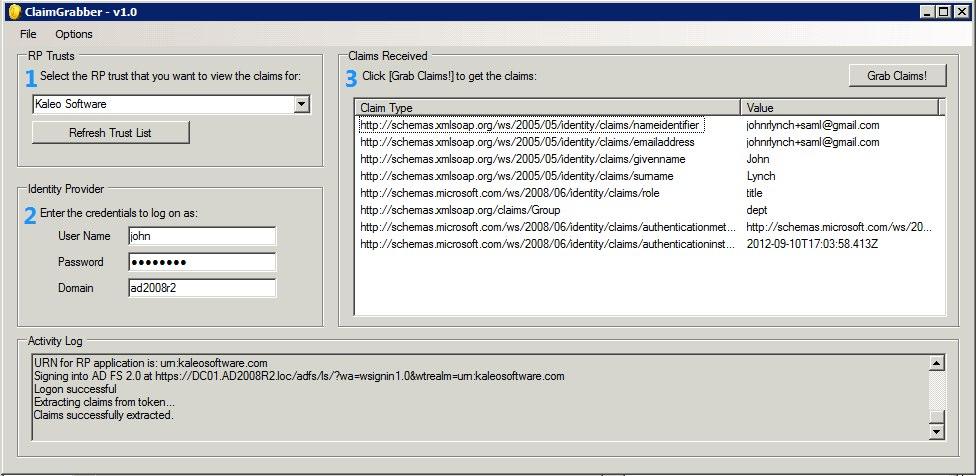 ClaimGrabber - v1.0
File Options
RP Trusts
1 Select the RP trust that you want to view the claims for:
Kaleo Software
Refresh Trust List
Identity Provider
2 Enter the credentials to log on as:
User Name john
Password ●●●●●●●●
Domain ad2008r2
Claims Received
3 Click [Grab Claims!] to get the claims:
Grab Claims!
Claim Type Value
http://schemas.xmlsoap.org/ws/2005/05/identity/claims/nameidentifier johnrlynch+saml@gmail.com
http://schemas.xmlsoap.org/ws/2005/05/identity/claims/emailaddress johnrlynch+saml@gmail.com
http://schemas.xmlsoap.org/ws/2005/05/identity/claims/givenname John
http://schemas.xmlsoap.org/ws/2005/05/identity/claims/surname Lynch
http://schemas.microsoft.com/ws/2008/06/identity/claims/role title
http://schemas.xmlsoap.org/claims/Group dept
http://schemas.microsoft.com/ws/2008/06/identity/claims/authenticationmet... http://schemas.microsoft.com/ws/20...
http://schemas.microsoft.com/ws/2008/06/identity/claims/authenticationinst... 2012-09-10T17:03:58.413Z
Activity Log
URN for RP application is: urn:kaleosoftware.com
Signing into AD FS 2.0 at https://DC01.AD2008R2.loc/adfs/ls/?wa=wsignin1.0&wtrealm=urn:kaleosoftware.com
Logon successful
Extracting claims from token...
Claims successfully extracted.